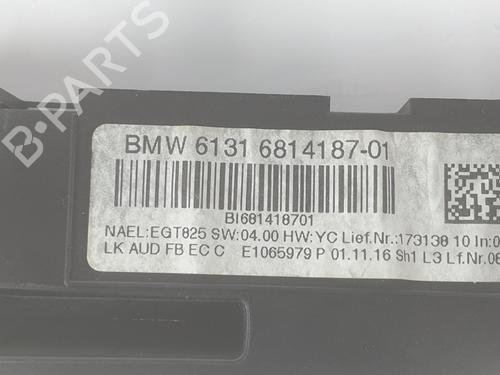 BMW 6131 6814187-01
BI681418701
NAEL:EGT825 SW:04.00 HW:YC Lief.Nr.:173138 10 In:0
LK AUD FB EC C E1065979 P 01.11.16 Sh1 L3 Lf.Nr.06
B-PARTS